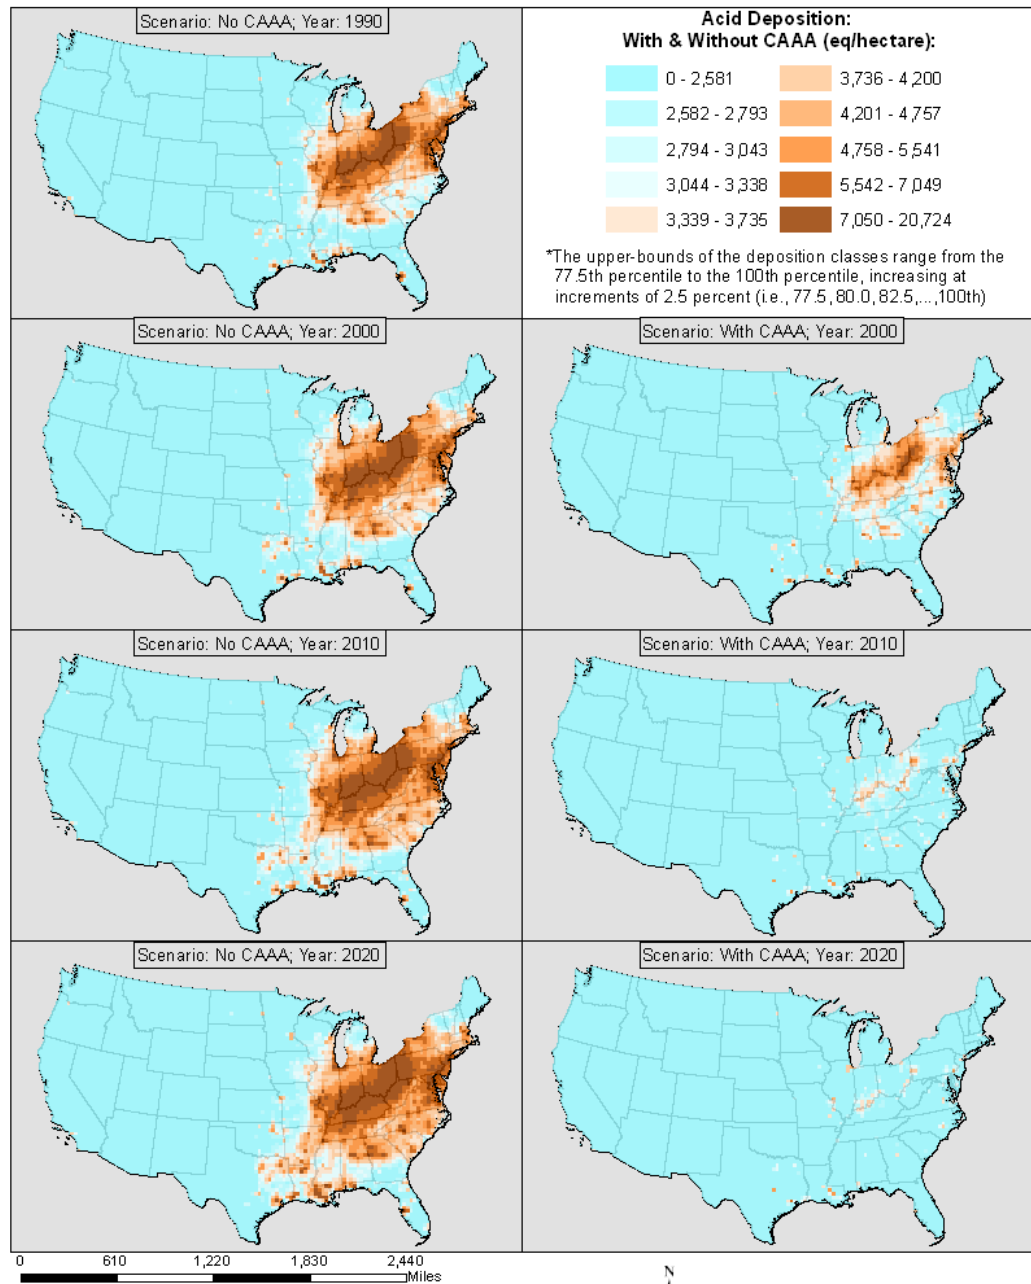 Scenario: No CAAA; Year: 1990
Acid Deposition:
With & Without CAAA (eq/hectare):
0 - 2,581
3,736 - 4,200
2,582 - 2,793
4,201 - 4,757
2,794 - 3,043
4,758 - 5,541
3,044 - 3,338
5,542 - 7,049
3,339 - 3,735
7,050 - 20,724
*The upper-bounds of the deposition classes range from the
77.5th percentile to the 100th percentile, increasing at
increments of 2.5 percent (i.e., 77.5, 80.0, 82.5,...,100th)
Scenario: No CAAA; Year: 2000
Scenario: With CAAA; Year: 2000
Scenario: No CAAA; Year: 2010
Scenario: With CAAA; Year: 2010
Scenario: No CAAA; Year: 2020
Scenario: With CAAA; Year: 2020
0 610 1,220 1,830 2,440
Miles
N